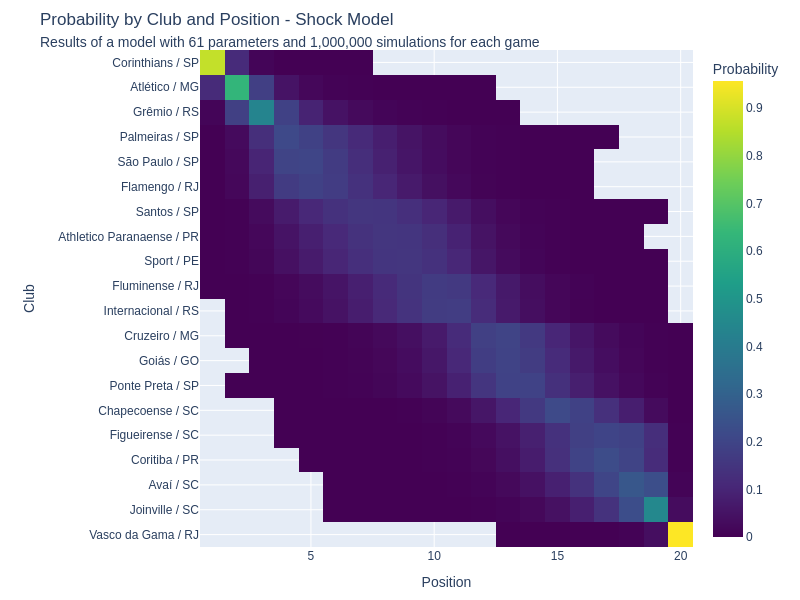 Probability by Club and Position - Shock Model
Results of a model with 61 parameters and 1,000,000 simulations for each game
Probability
Corinthians / SP
Atlético / MG
Grêmio / RS
Palmeiras / SP
São Paulo / SP
Flamengo / RJ
Santos / SP
Athletico Paranaense / PR
Sport / PE
Fluminense / RJ
Internacional / RS
Cruzeiro / MG
Goiás / GO
Ponte Preta / SP
Chapecoense / SC
Figueirense / SC
Coritiba / PR
Avaí / SC
Joinville / SC
Vasco da Gama / RJ
Club
5
10
15
20
Position
0.9
0.8
0.7
0.6
0.5
0.4
0.3
0.2
0.1
0